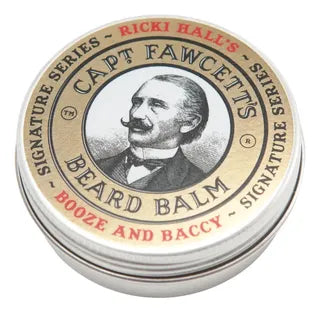 ~ RICKI HALL'S ~
SIGNATURE SERIES
CAPT. FAWCETT'S
TM
®
BEARD BALM
SIGNATURE SERIES
~ BOOZE AND BACCY ~